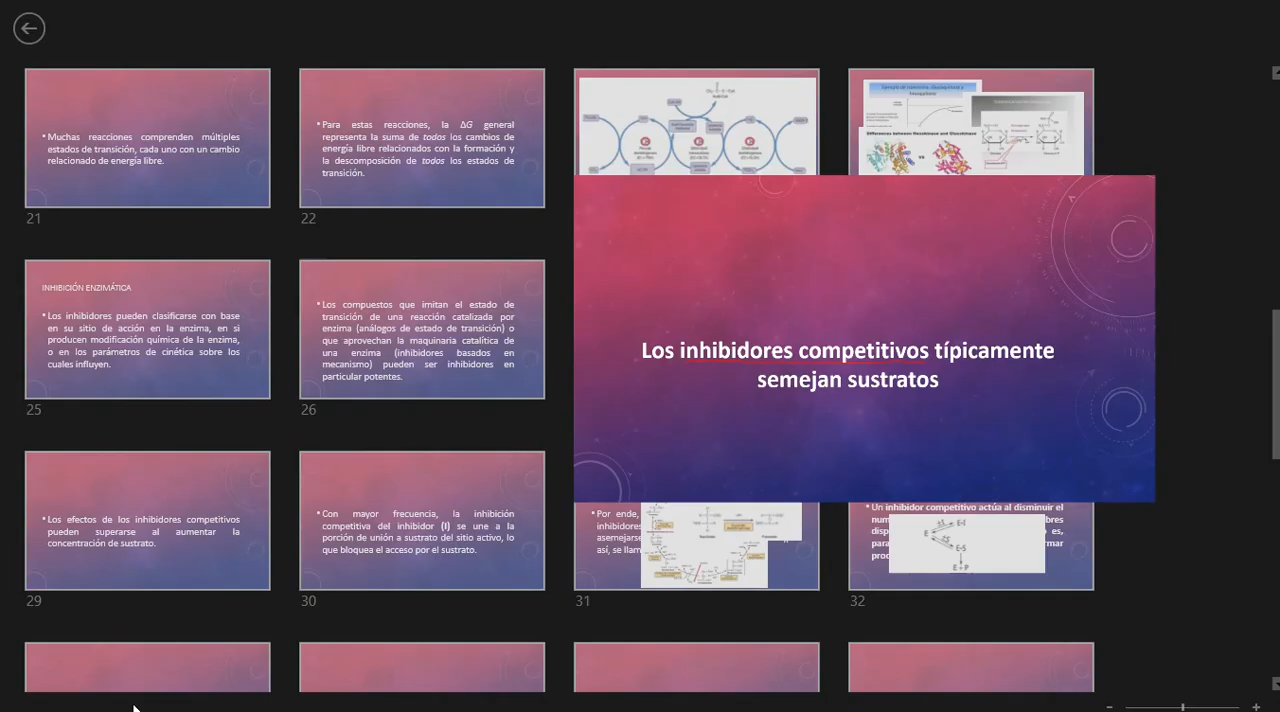 • Muchas reacciones comprenden múltiples
estados de transición, cada uno con un cambio
relacionado de energía libre.
21
• Para estas reacciones, la ΔG general
representa la suma de todos los cambios de
energía libre relacionados con la formación y
la descomposición de todos los estados de
transición.
22
Differences between Hexokinase and Glucokinase
VS
INHIBICIÓN ENZIMÁTICA
• Los inhibidores pueden clasificarse con base
en su sitio de acción en la enzima, en si
producen modificación química de la enzima,
o en los parámetros de cinética sobre los
cuales influyen.
25
• Los compuestos que imitan el estado de
transición de una reacción catalizada por
enzima (análogos de estado de transición) o
que aprovechan la maquinaria catalítica de
una enzima (inhibidores basados en
mecanismo) pueden ser inhibidores en
particular potentes.
26
Los inhibidores competitivos típicamente
semejan sustratos
• Los efectos de los inhibidores competitivos
pueden superarse al aumentar la
concentración de sustrato.
29
• Con mayor frecuencia, la inhibición
competitiva del inhibidor (I) se une a la
porción de unión a sustrato del sitio activo, lo
que bloquea el acceso por el sustrato.
30
• Por ende,
inhibidores
asemejarse
así, se llam
31
Un inhibidor competitivo actúa al disminuir el
E-I
E
E-S
E + P
32